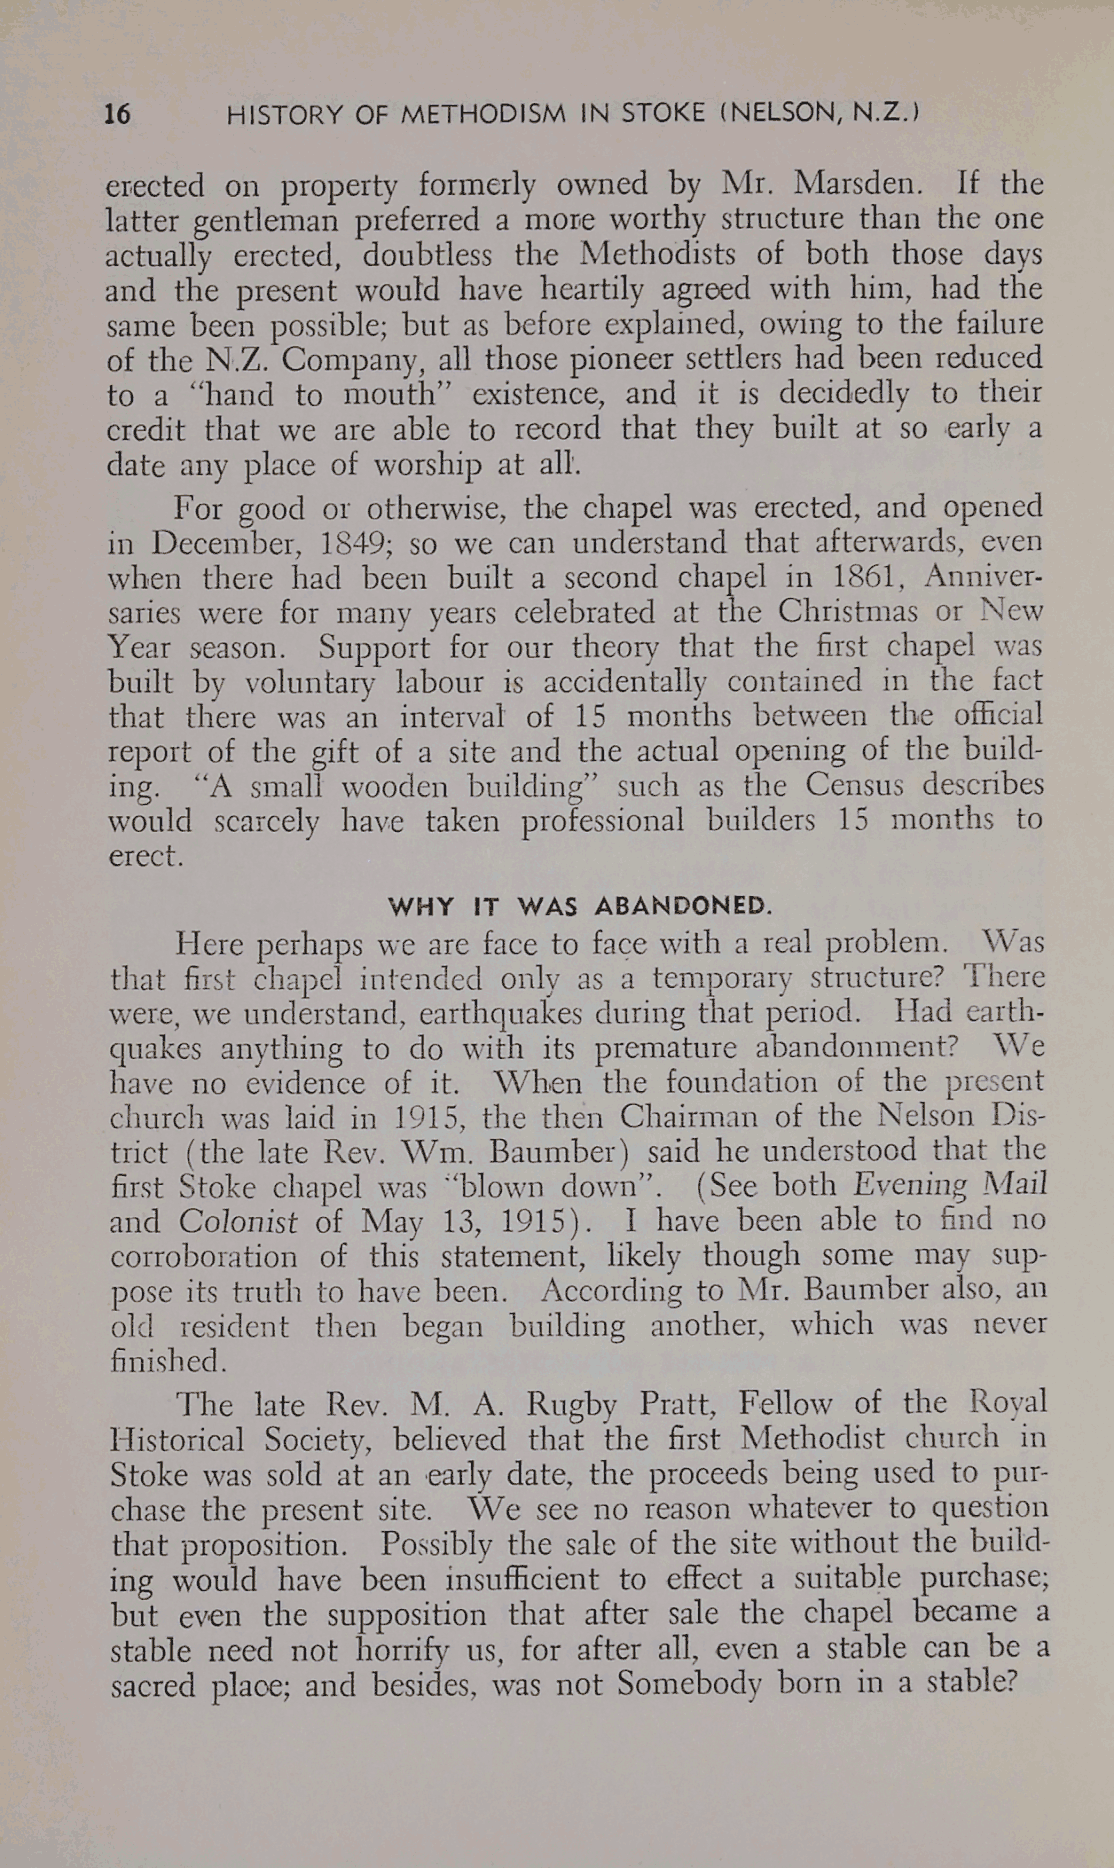 16 HISTORY OF METHODISM IN STOKE (NELSON, N.Z.)
erected on property formerly owned by Mr. Marsden. If the
latter gentleman preferred a more worthy structure than the one
actually erected, doubtless the Methodists of both those days
and the present would have heartily agreed with him, had the
same been possible; but as before explained, owing to the failure
of the N.Z. Company, all those pioneer settlers had been reduced
to a "hand to mouth" existence, and it is decidedly to their
credit that we are able to record that they built at so early a
date any place of worship at all.
For good or otherwise, the chapel was erected, and opened
in December, 1849; so we can understand that afterwards, even
when there had been built a second chapel in 1861, Anniver-
saries were for many years celebrated at the Christmas or New
Year season. Support for our theory that the first chapel was
built by voluntary labour is accidentally contained in the fact
that there was an interval of 15 months between the official
report of the gift of a site and the actual opening of the build-
ing. "A small wooden building" such as the Census describes
would scarcely have taken professional builders 15 months to
erect.
WHY IT WAS ABANDONED.
Here perhaps we are face to face with a real problem. Was
that first chapel intended only as a temporary structure? There
were, we understand, earthquakes during that period. Had earth-
quakes anything to do with its premature abandonment? We
have no evidence of it. When the foundation of the present
church was laid in 1915, the then Chairman of the Nelson Dis-
trict (the late Rev. Wm. Baumber) said he understood that the
first Stoke chapel was "blown down". (See both Evening Mail
and Colonist of May 13, 1915). I have been able to find no
corroboration of this statement, likely though some may sup-
pose its truth to have been. According to Mr. Baumber also, an
old resident then began building another, which was never
finished.
The late Rev. M. A. Rugby Pratt, Fellow of the Royal
Historical Society, believed that the first Methodist church in
Stoke was sold at an early date, the proceeds being used to pur-
chase the present site. We see no reason whatever to question
that proposition. Possibly the sale of the site without the build-
ing would have been insufficient to effect a suitable purchase;
but even the supposition that after sale the chapel became a
stable need not horrify us, for after all, even a stable can be a
sacred place; and besides, was not Somebody born in a stable?